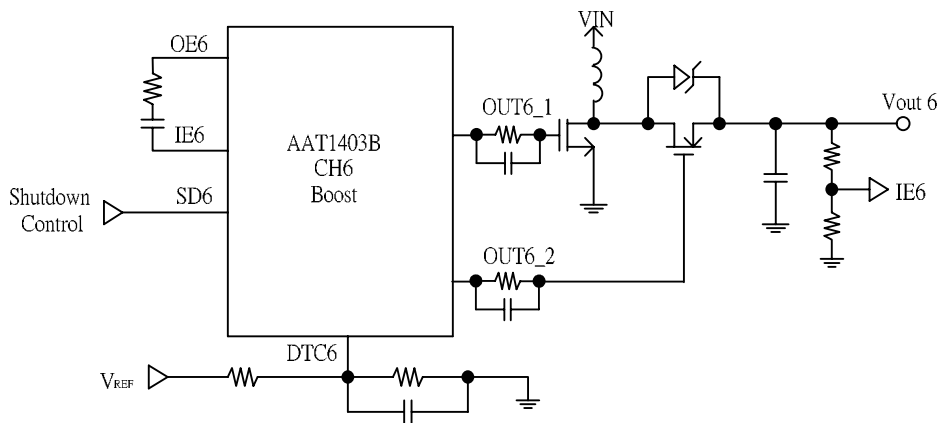 VIN
OE6
OUT6_1
Vout 6
IE6
AAT1403B
CH6
Boost
Shutdown
Control
SD6
IE6
OUT6_2
DTC6
VREF